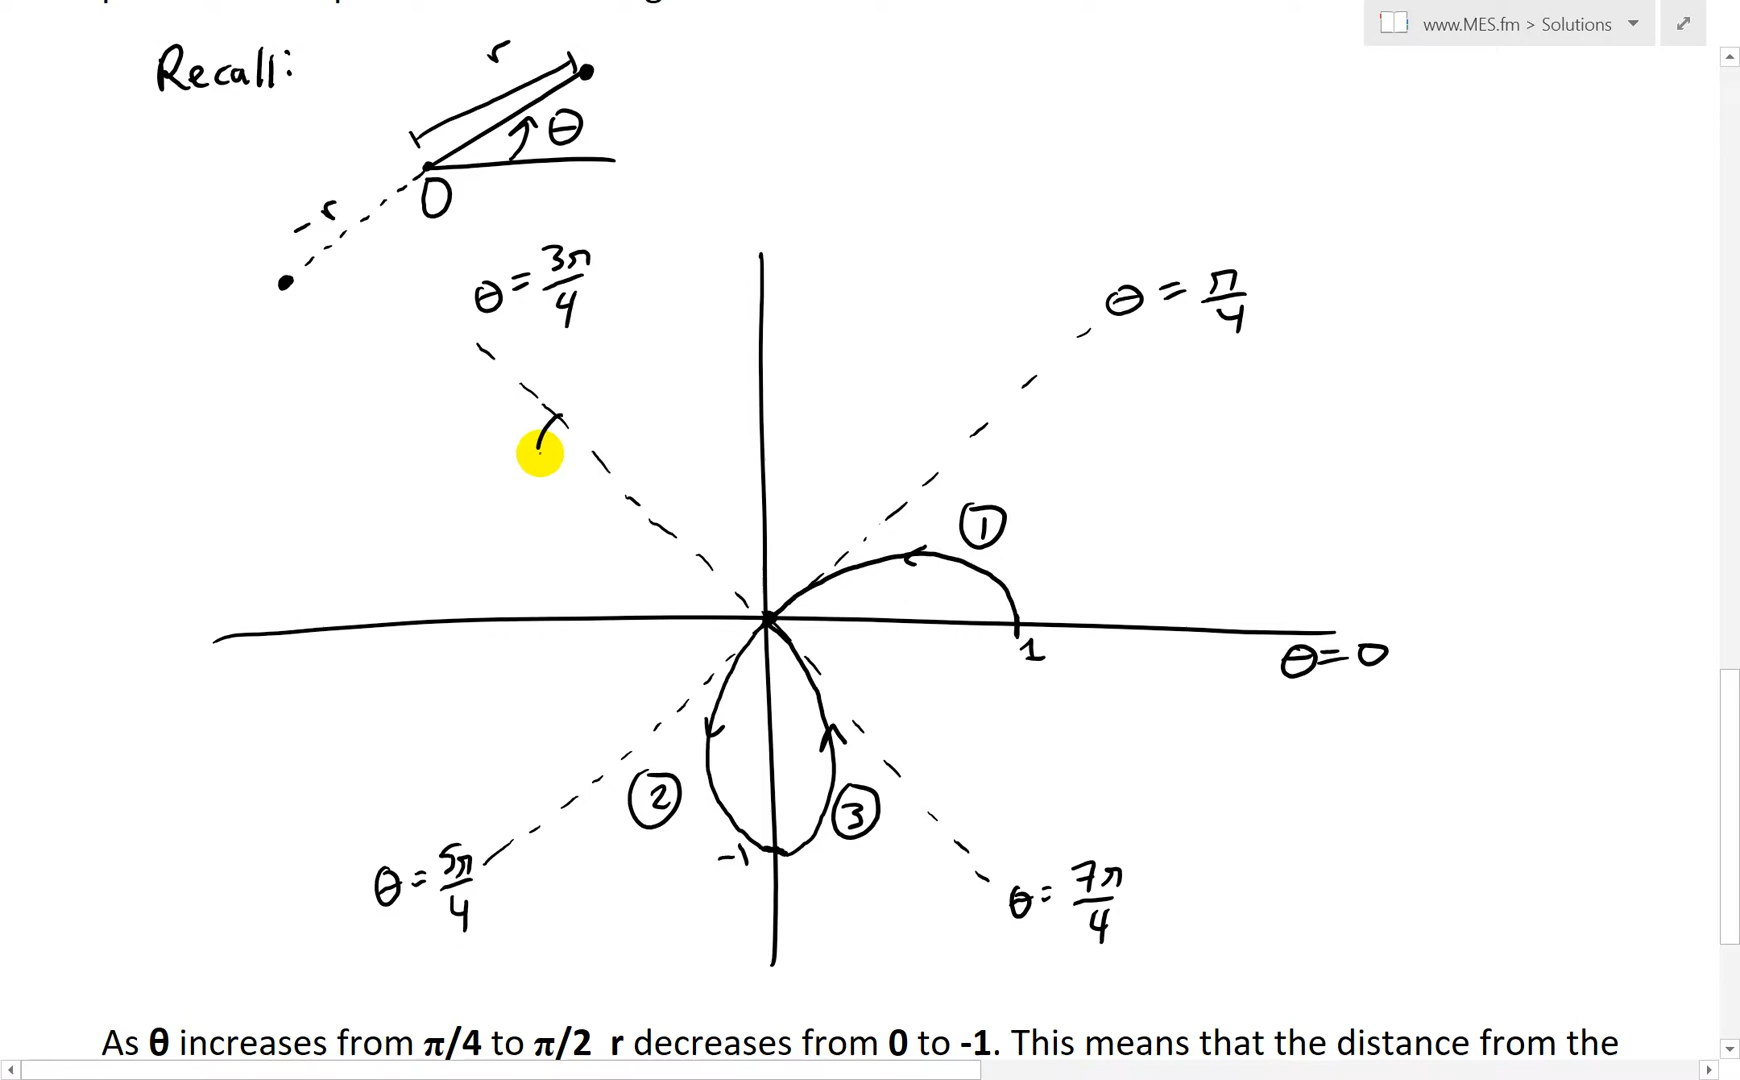 www.MES.fm > Solutions
Recall:
r
θ
O
-r
θ = 3π/4
θ = π/4
①
1
θ = 0
②
③
-1
θ = 5π/4
θ = 7π/4
As θ increases from π/4 to π/2 r decreases from 0 to -1. This means that the distance from the